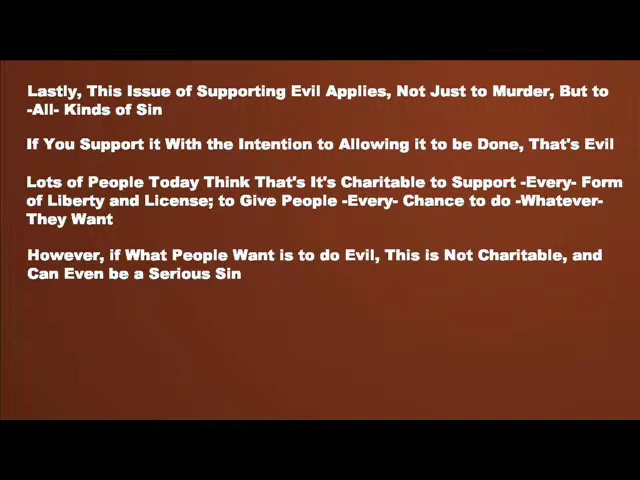 Lastly, This Issue of Supporting Evil Applies, Not Just to Murder, But to
-All- Kinds of Sin
If You Support it With the Intention to Allowing it to be Done, That's Evil
Lots of People Today Think That's It's Charitable to Support -Every- Form
of Liberty and License; to Give People -Every- Chance to do -Whatever-
They Want
However, if What People Want is to do Evil, This is Not Charitable, and
Can Even be a Serious Sin